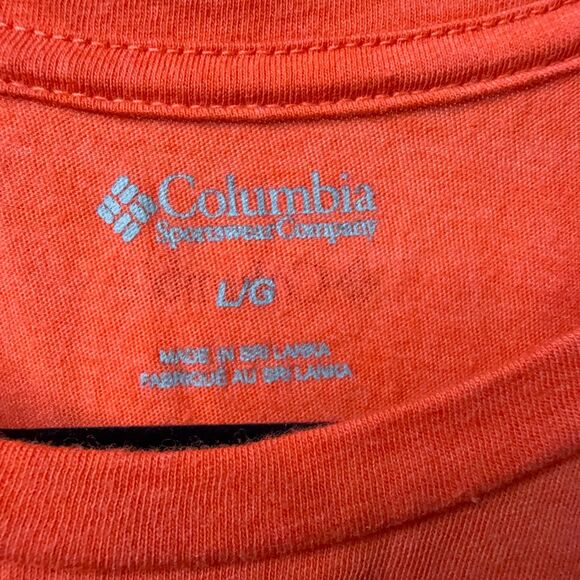 Columbia
Sportswear Company
L/G
MADE IN SRI LANKA
FABRIQUÉ AU SRI LANKA